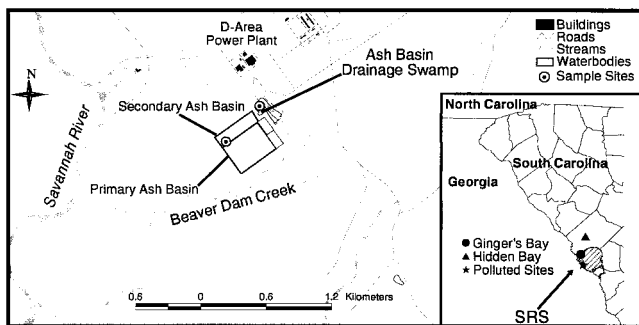 D-Area
Power Plant
Buildings
Roads
Streams
Waterbodies
Sample Sites
Ash Basin
Drainage Swamp
N
Secondary Ash Basin
Savannah River
Primary Ash Basin
Beaver Dam Creek
0.6 0 0.6 1.2 Kilometers
North Carolina
South Carolina
Georgia
Ginger's Bay
Hidden Bay
Polluted Sites
SRS